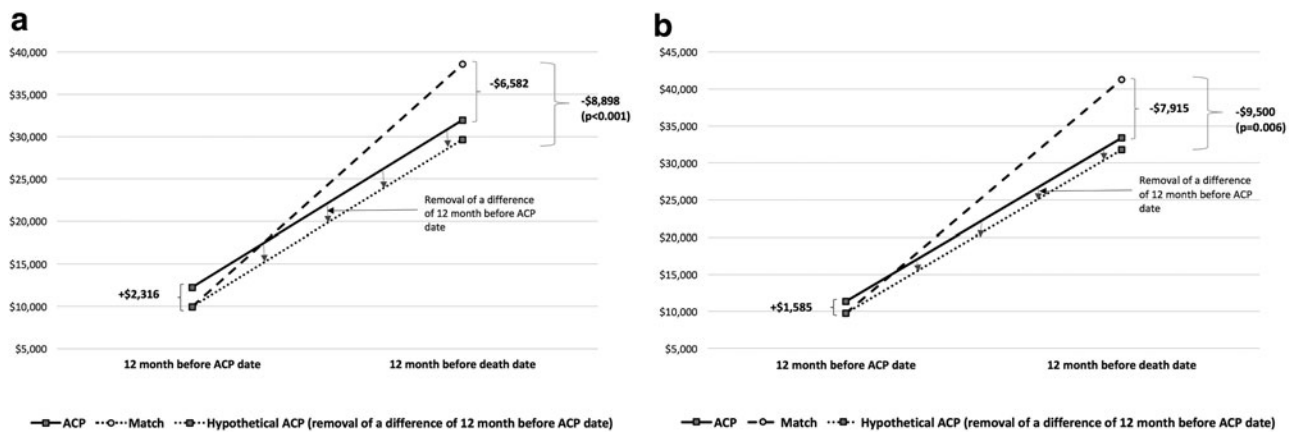 a
$40,000
$35,000
$30,000
$25,000
$20,000
$15,000
$10,000
$5,000
-$6,582
-$8,898
(p<0.001)
Removal of a difference
of 12 month before ACP
date
+$2,316
12 month before ACP date
12 month before death date
ACP
Match
Hypothetical ACP (removal of a difference of 12 month before ACP date)
b
$45,000
$40,000
$35,000
$30,000
$25,000
$20,000
$15,000
$10,000
$5,000
-$7,915
-$9,500
(p=0.006)
Removal of a difference
of 12 month before ACP
date
+$1,585
12 month before ACP date
12 month before death date
ACP
Match
Hypothetical ACP (removal of a difference of 12 month before ACP date)